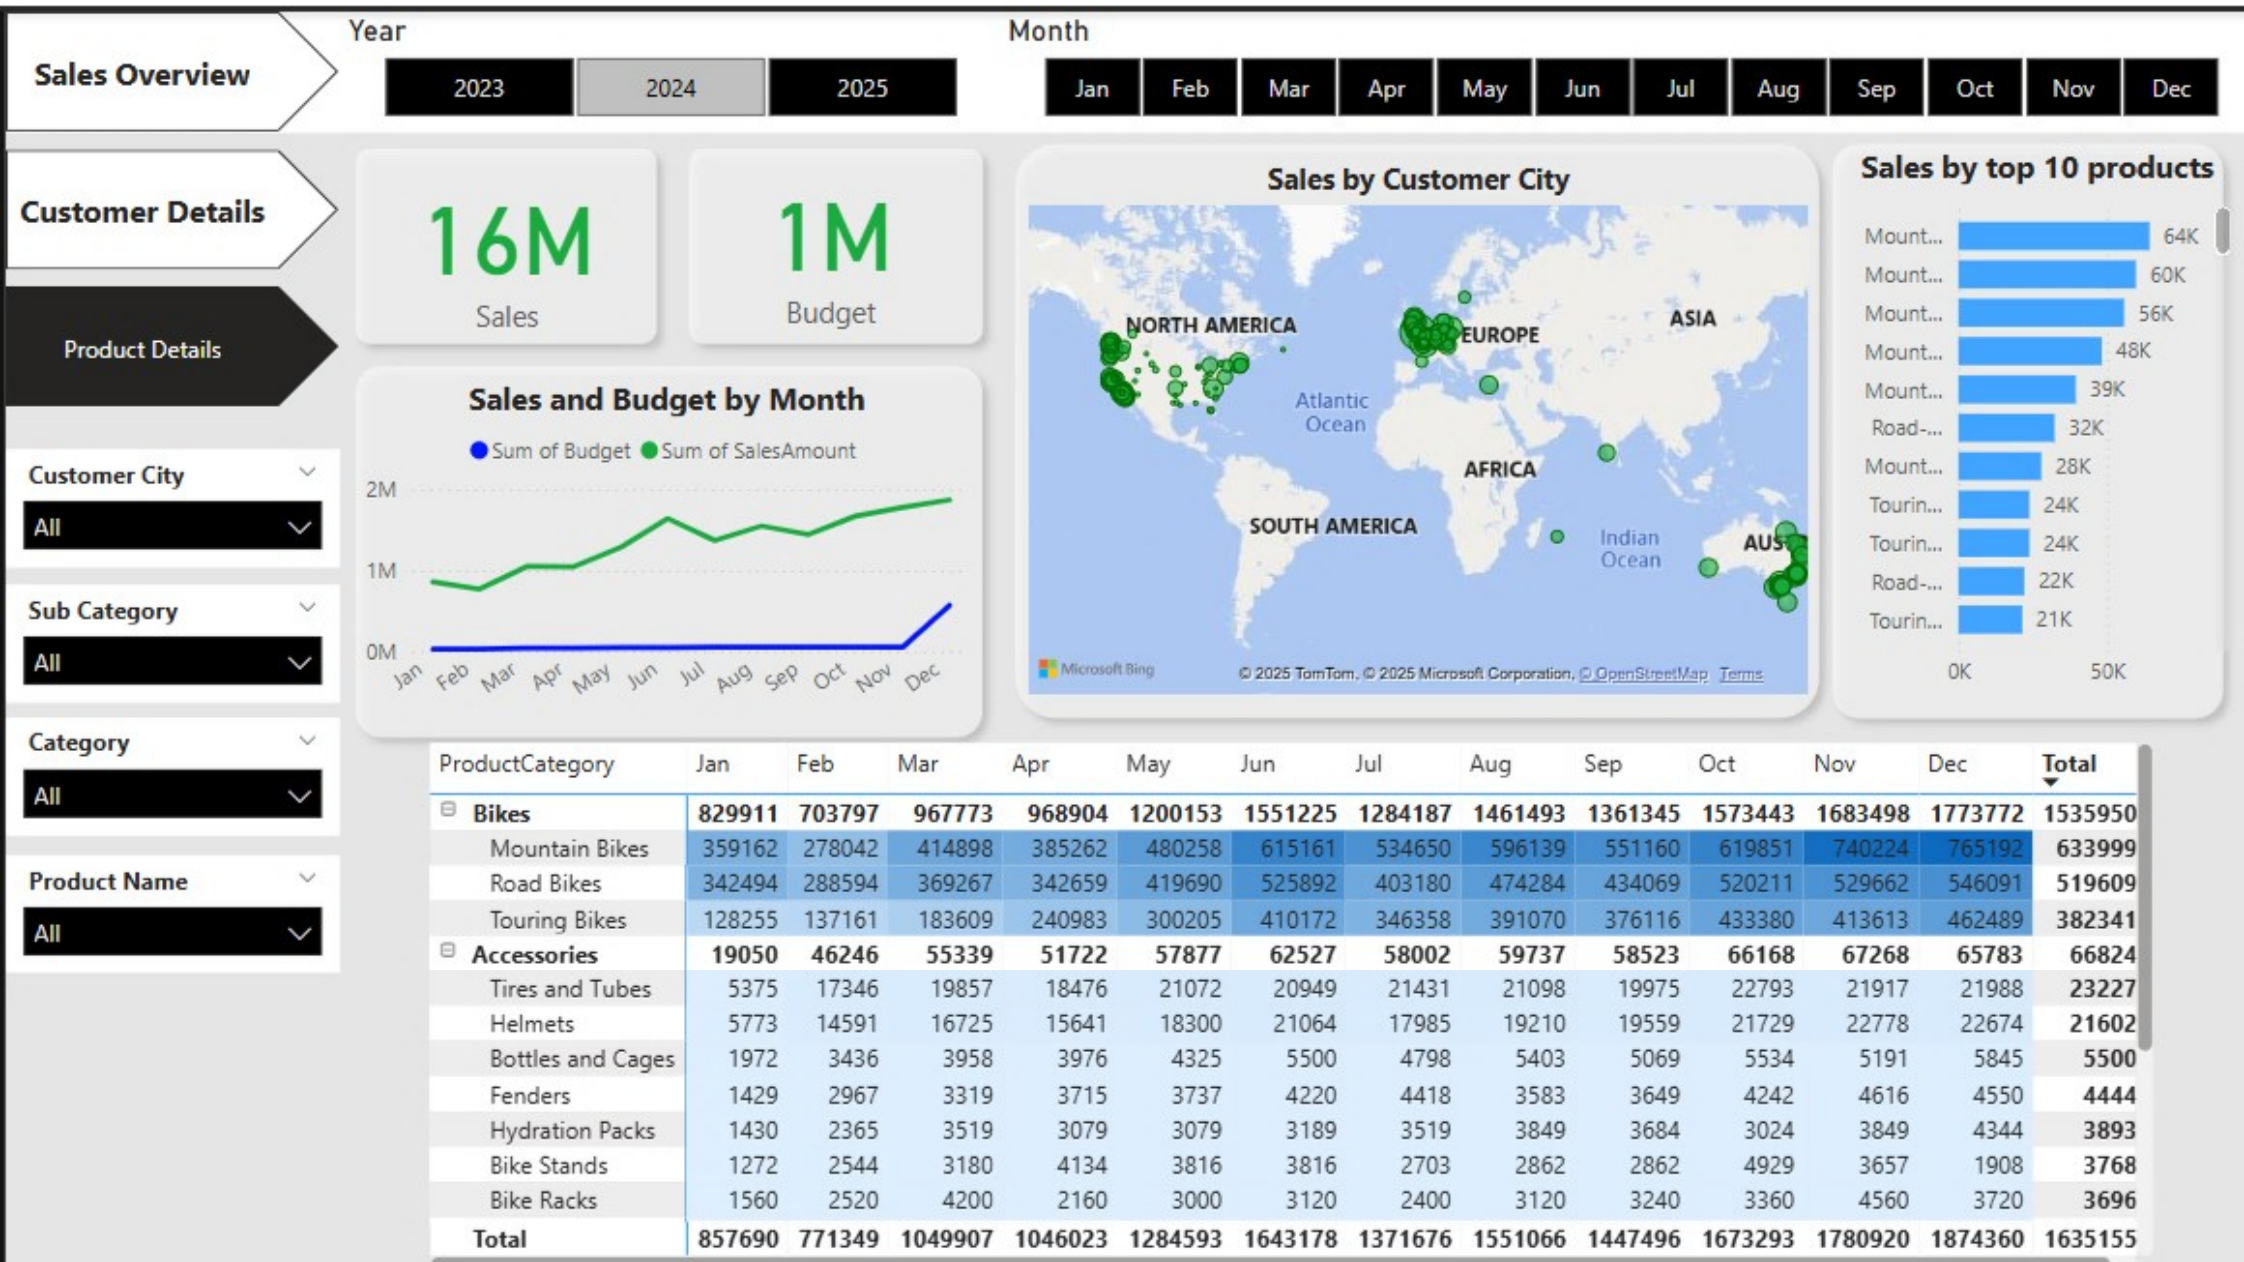 Sales Overview
Year
2023 2024 2025
Month
Jan Feb Mar Apr May Jun Jul Aug Sep Oct Nov Dec
Customer Details
Product Details
Customer City
All
Sub Category
All
Category
All
Product Name
All
16M
Sales
1M
Budget
Sales and Budget by Month
Sum of Budget Sum of SalesAmount
2M
1M
0M
Jan Feb Mar Apr May Jun Jul Aug Sep Oct Nov Dec
Sales by Customer City
NORTH AMERICA
EUROPE
ASIA
Atlantic
Ocean
AFRICA
SOUTH AMERICA
Indian
Ocean
AUS
Microsoft Bing
© 2025 TomTom, © 2025 Microsoft Corporation, © OpenStreetMap Terms
Sales by top 10 products
Mount... 64K
Mount... 60K
Mount... 56K
Mount... 48K
Mount... 39K
Road-... 32K
Mount... 28K
Tourin... 24K
Tourin... 24K
Road-... 22K
Tourin... 21K
0K 50K
ProductCategory Jan Feb Mar Apr May Jun Jul Aug Sep Oct Nov Dec Total
Bikes 829911 703797 967773 968904 1200153 1551225 1284187 1461493 1361345 1573443 1683498 1773772 1535950
Mountain Bikes 359162 278042 414898 385262 480258 615161 534650 596139 551160 619851 740224 765192 633999
Road Bikes 342494 288594 369267 342659 419690 525892 403180 474284 434069 520211 529662 546091 519609
Touring Bikes 128255 137161 183609 240983 300205 410172 346358 391070 376116 433380 413613 462489 382341
Accessories 19050 46246 55339 51722 57877 62527 58002 59737 58523 66168 67268 65783 66824
Tires and Tubes 5375 17346 19857 18476 21072 20949 21431 21098 19975 22793 21917 21988 23227
Helmets 5773 14591 16725 15641 18300 21064 17985 19210 19559 21729 22778 22674 21602
Bottles and Cages 1972 3436 3958 3976 4325 5500 4798 5403 5069 5534 5191 5845 5500
Fenders 1429 2967 3319 3715 3737 4220 4418 3583 3649 4242 4616 4550 4444
Hydration Packs 1430 2365 3519 3079 3079 3189 3519 3849 3684 3024 3849 4344 3893
Bike Stands 1272 2544 3180 4134 3816 3816 2703 2862 2862 4929 3657 1908 3768
Bike Racks 1560 2520 4200 2160 3000 3120 2400 3120 3240 3360 4560 3720 3696
Total 857690 771349 1049907 1046023 1284593 1643178 1371676 1551066 1447496 1673293 1780920 1874360 1635155